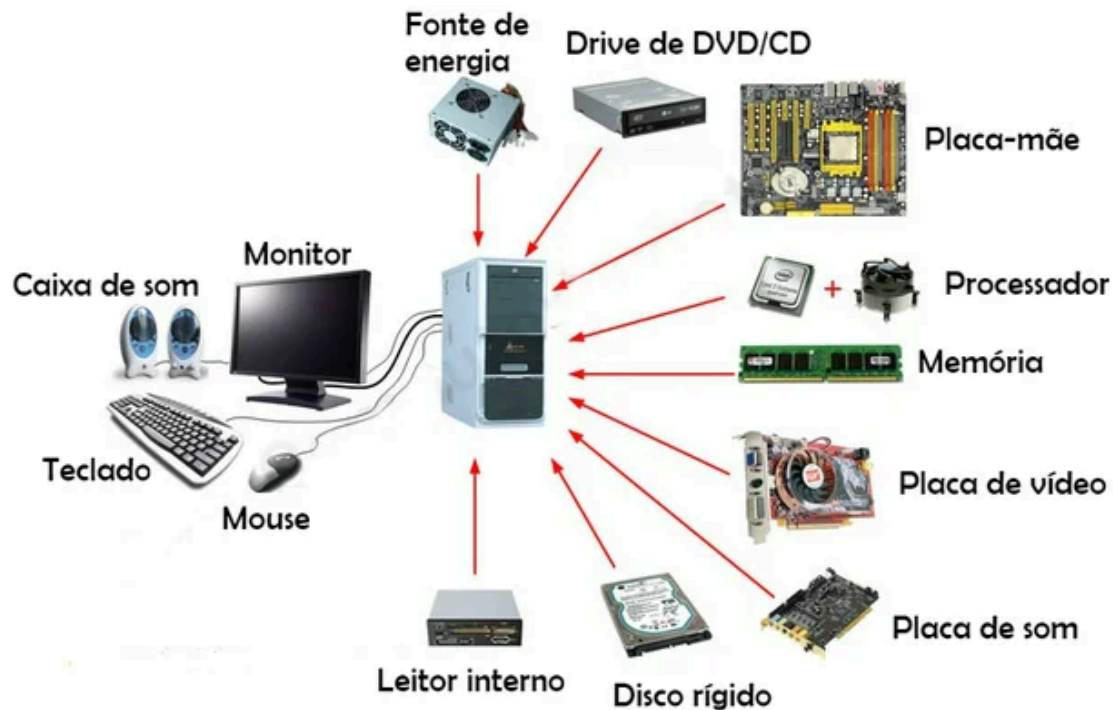 Fonte de
energia
Drive de DVD/CD
Placa-mãe
Monitor
Caixa de som
Processador
+
Memória
Teclado
Placa de vídeo
Mouse
Placa de som
Leitor interno
Disco rígido